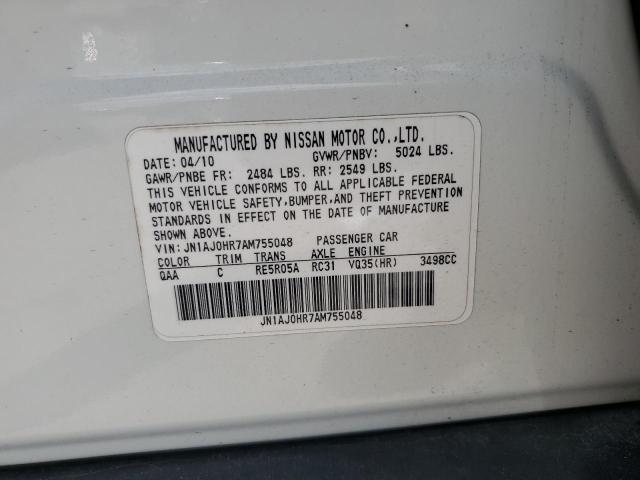 MANUFACTURED BY NISSAN MOTOR CO.,LTD.
DATE: 04/10 GVWR/PNBV: 5024 LBS.
GAWR/PNBE FR: 2484 LBS. RR: 2549 LBS.
THIS VEHICLE CONFORMS TO ALL APPLICABLE FEDERAL
MOTOR VEHICLE SAFETY,BUMPER,AND THEFT PREVENTION
STANDARDS IN EFFECT ON THE DATE OF MANUFACTURE
SHOWN ABOVE.
VIN: JN1AJ0HR7AM755048 PASSENGER CAR
COLOR TRIM TRANS AXLE ENGINE
QAA C RE5R05A RC31 VQ35(HR) 3498CC
JN1AJ0HR7AM755048